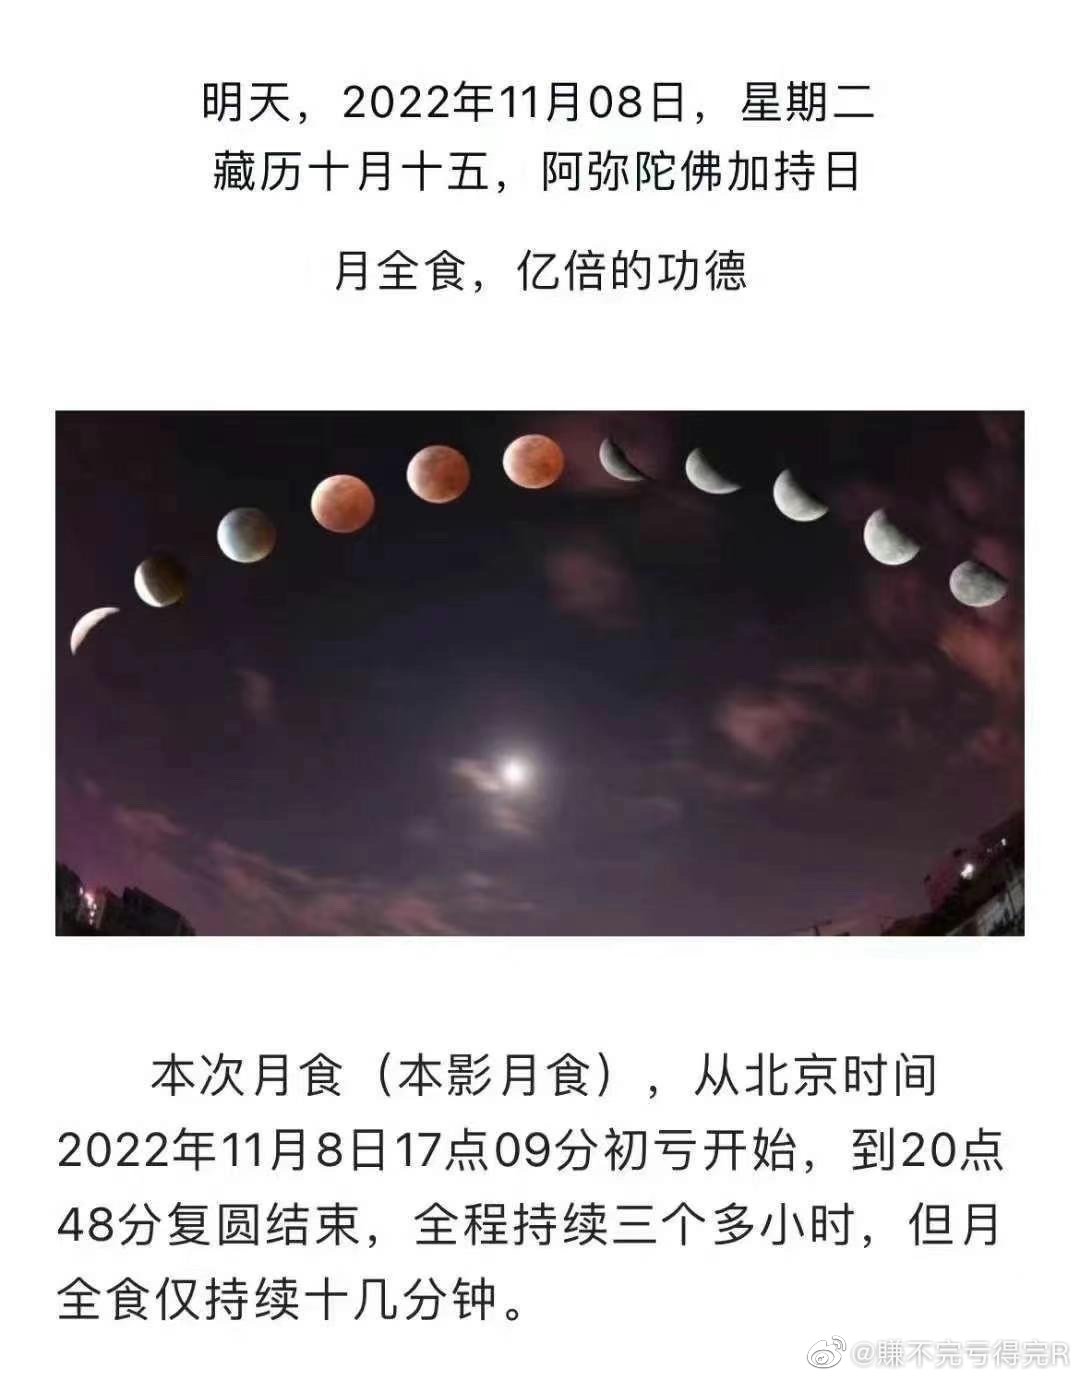 明天，2022年11月08日，星期二
藏历十月十五，阿弥陀佛加持日
月全食，亿倍的功德
本次月食（本影月食），从北京时间
2022年11月8日17点09分初亏开始，到20点
48分复圆结束，全程持续三个多小时，但月
全食仅持续十几分钟。
@赚不完亏得完R